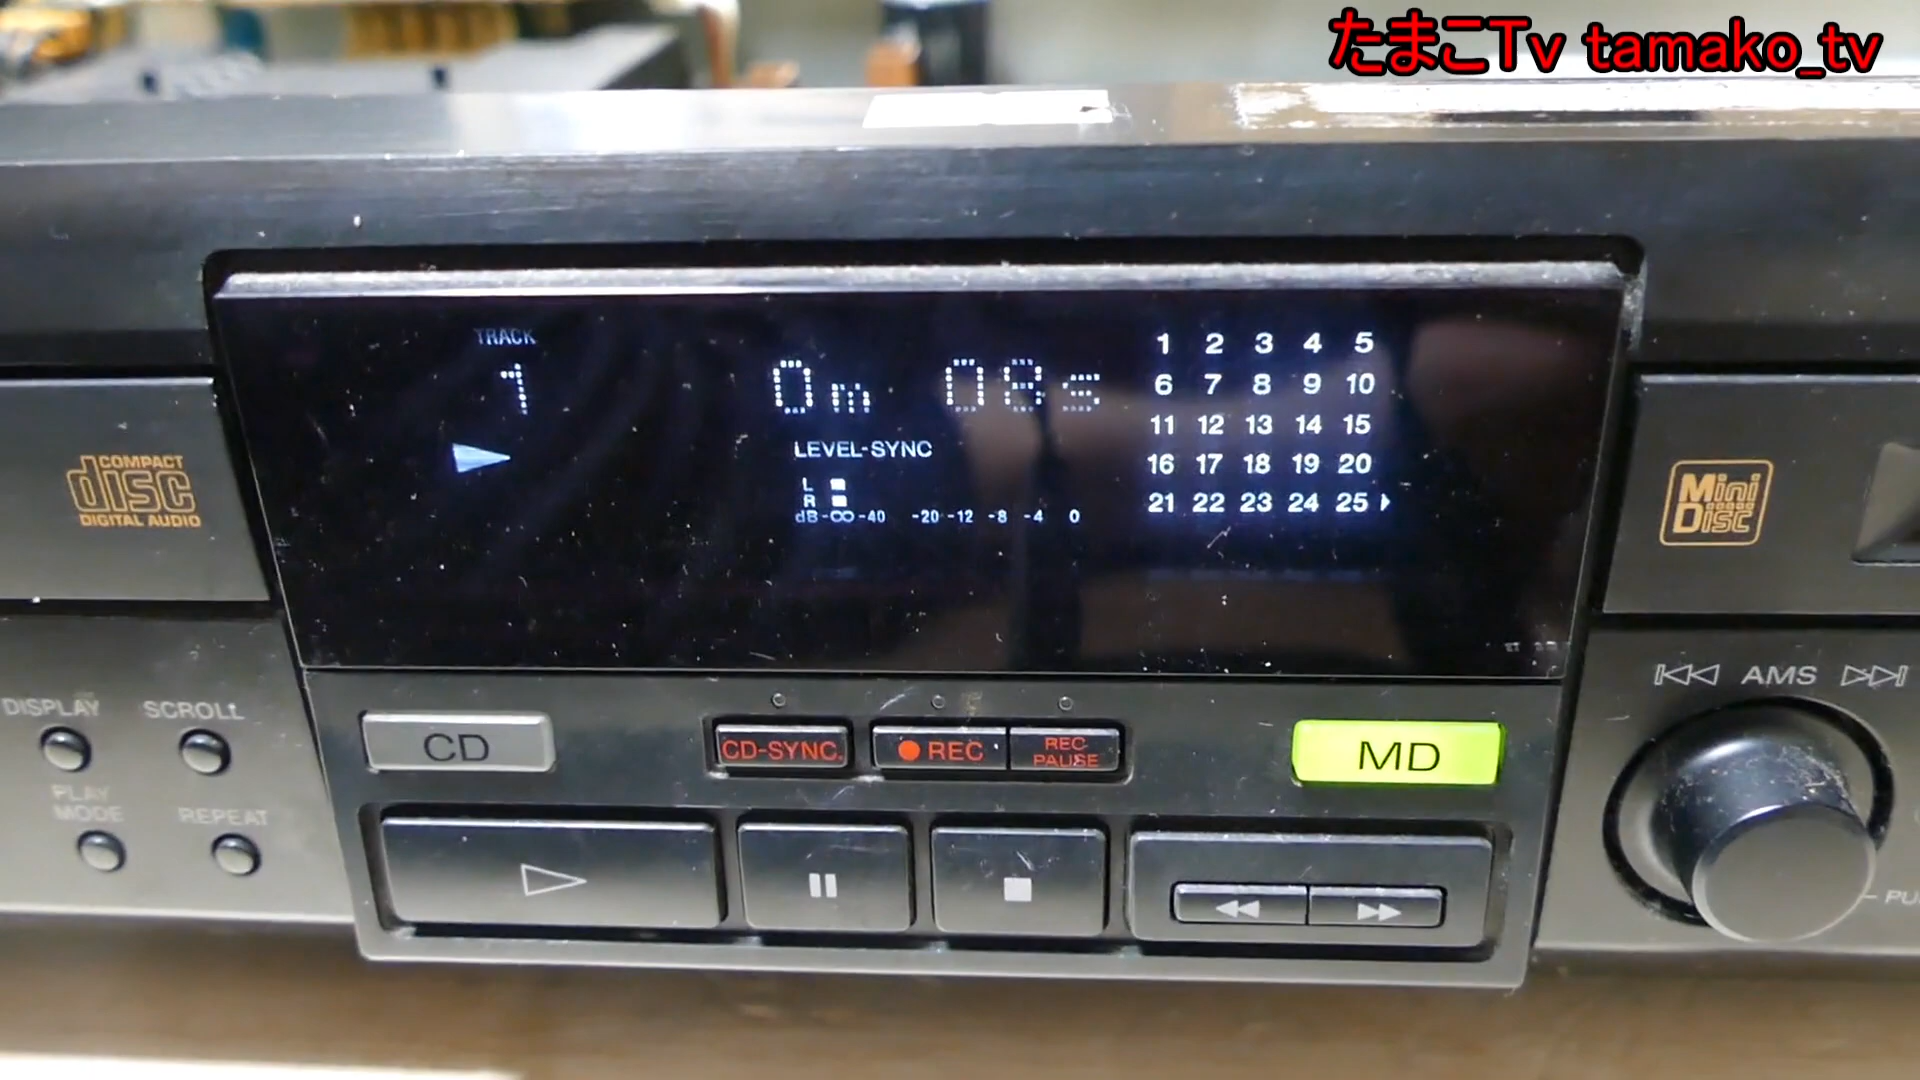 たまこTv tamako_tv
TRACK
1
0m 08s
LEVEL-SYNC
L
R
dB -∞ -40 -20 -12 -8 -4 0
1 2 3 4 5
6 7 8 9 10
11 12 13 14 15
16 17 18 19 20
21 22 23 24 25
COMPACT
disc
DIGITAL AUDIO
Mini
Disc
DISPLAY
SCROLL
PLAY
MODE
REPEAT
CD
CD-SYNC.
REC
REC
PAUSE
MD
AMS